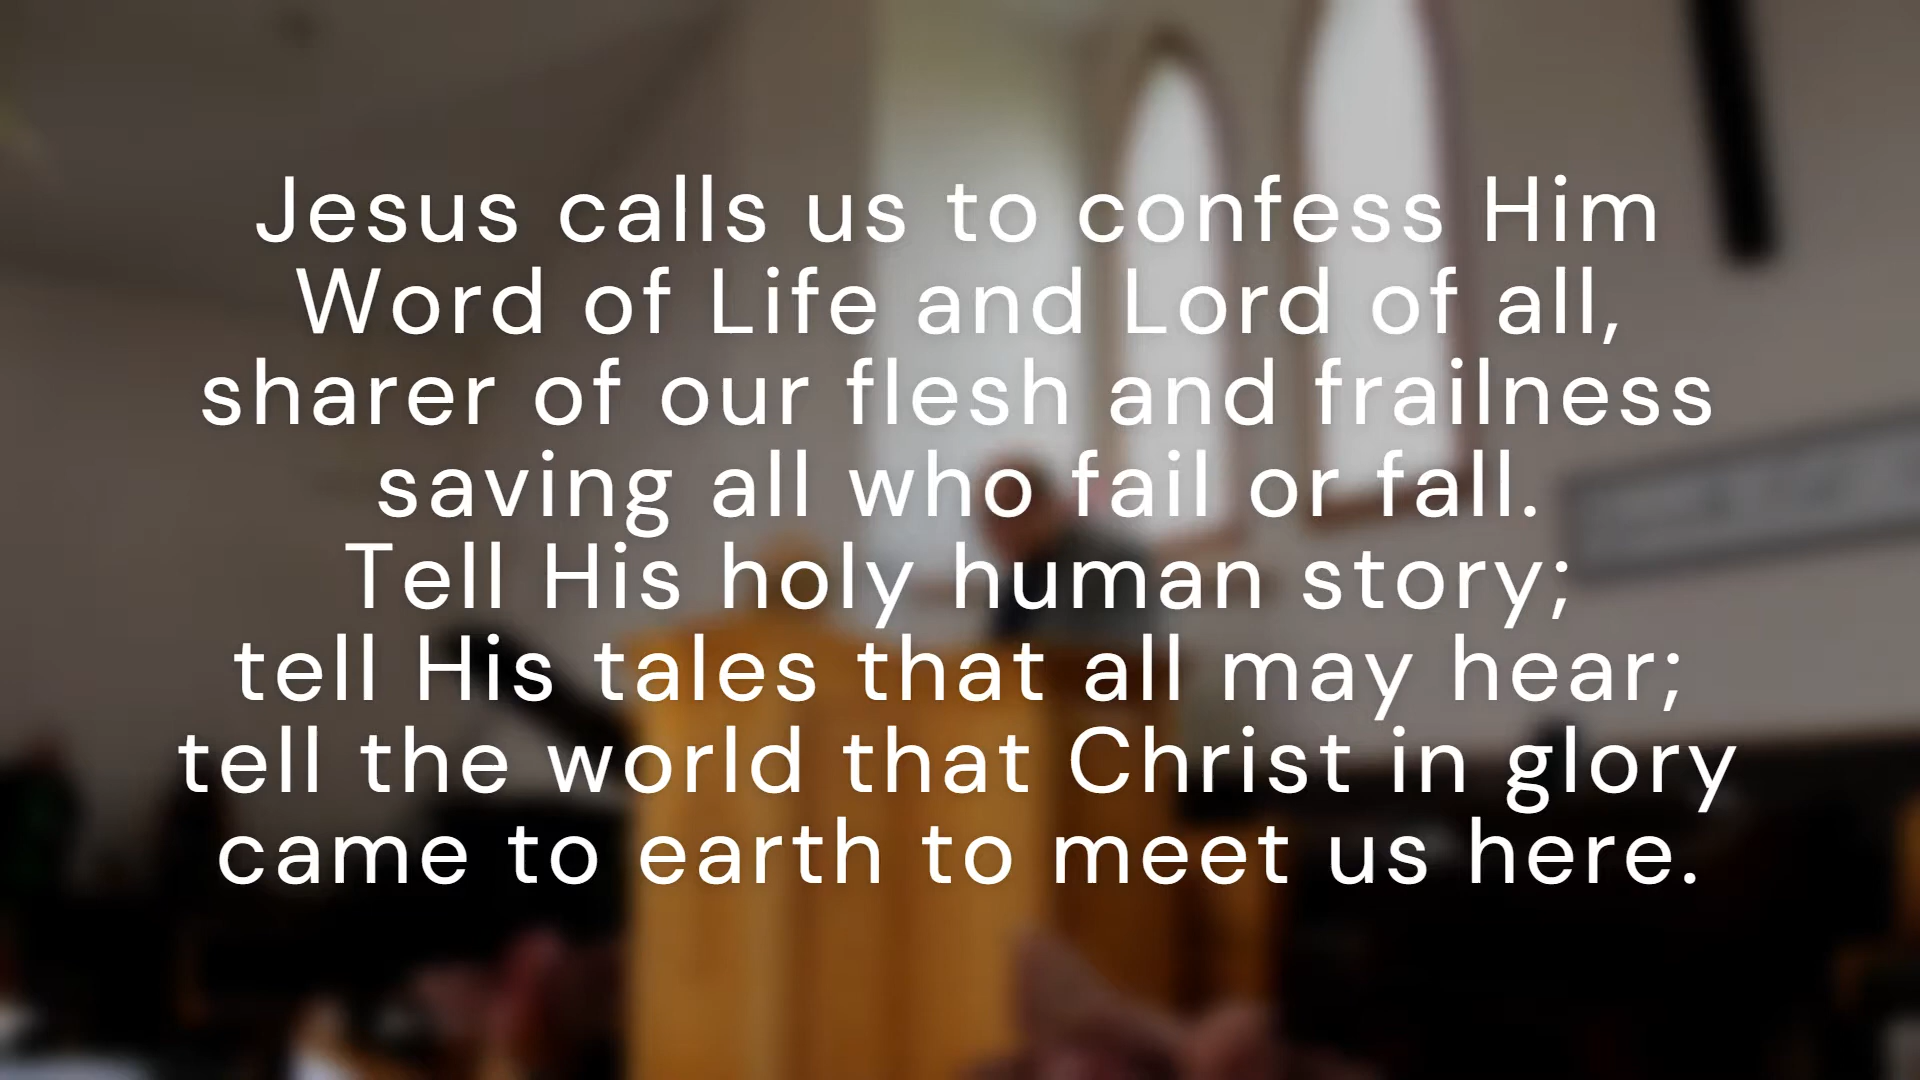 Jesus calls us to confess Him
Word of Life and Lord of all,
sharer of our flesh and frailness
saving all who fail or fall.
Tell His holy human story;
tell His tales that all may hear;
tell the world that Christ in glory
came to earth to meet us here.